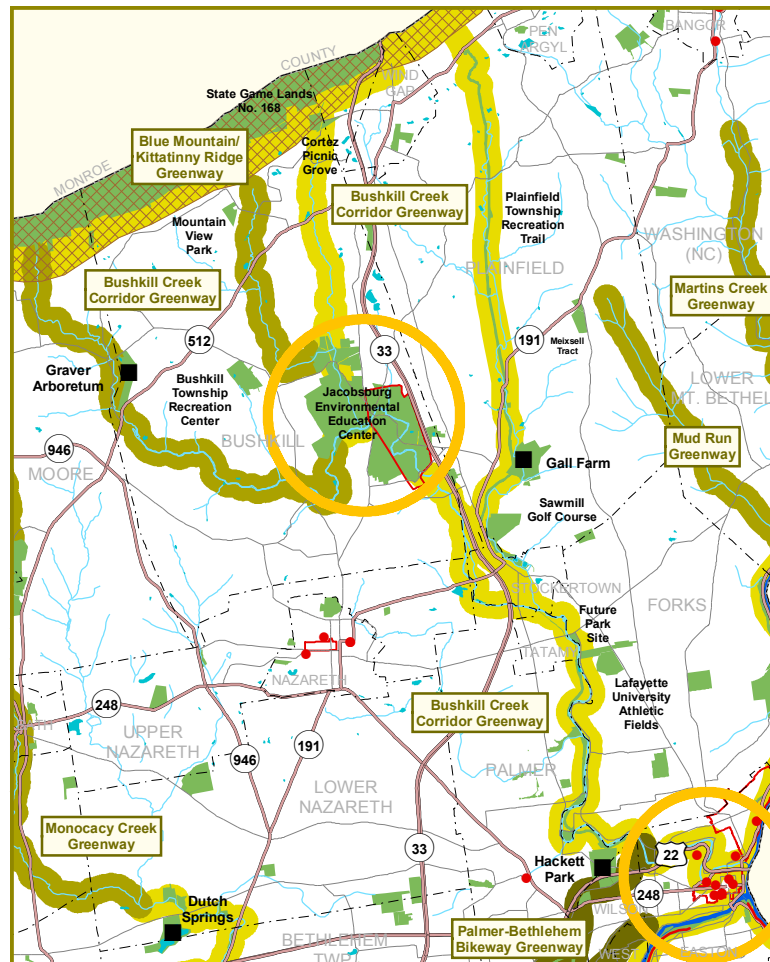 BANGOR
PEN
ARGYL
COUNTY
WIND
GAP
State Game Lands
No. 168
Blue Mountain/
Kittatinny Ridge
Greenway
Cortez
Picnic
Grove
MONROE
Bushkill Creek
Corridor Greenway
Plainfield
Township
Recreation
Trail
Mountain
View
Park
WASHINGTON
(NC)
PLAINFIELD
Bushkill Creek
Corridor Greenway
Martins Creek
Greenway
512
33
191
Meixsell
Tract
Graver
Arboretum
Bushkill
Township
Recreation
Center
Jacobsburg
Environmental
Education
Center
LOWER
MT. BETHEL
BUSHKILL
Mud Run
Greenway
946
MOORE
Gall Farm
Sawmill
Golf Course
STOCKERTOWN
FORKS
Future
Park
Site
TATAMY
NAZARETH
Lafayette
University
Athletic
Fields
248
Bushkill Creek
Corridor Greenway
BATH
UPPER
NAZARETH
191
946
PALMER
LOWER
NAZARETH
Monocacy Creek
Greenway
33
22
Hackett
Park
248
WILSON
Dutch
Springs
Palmer-Bethlehem
Bikeway Greenway
BETHLEHEM
TWP
WEST
EASTON